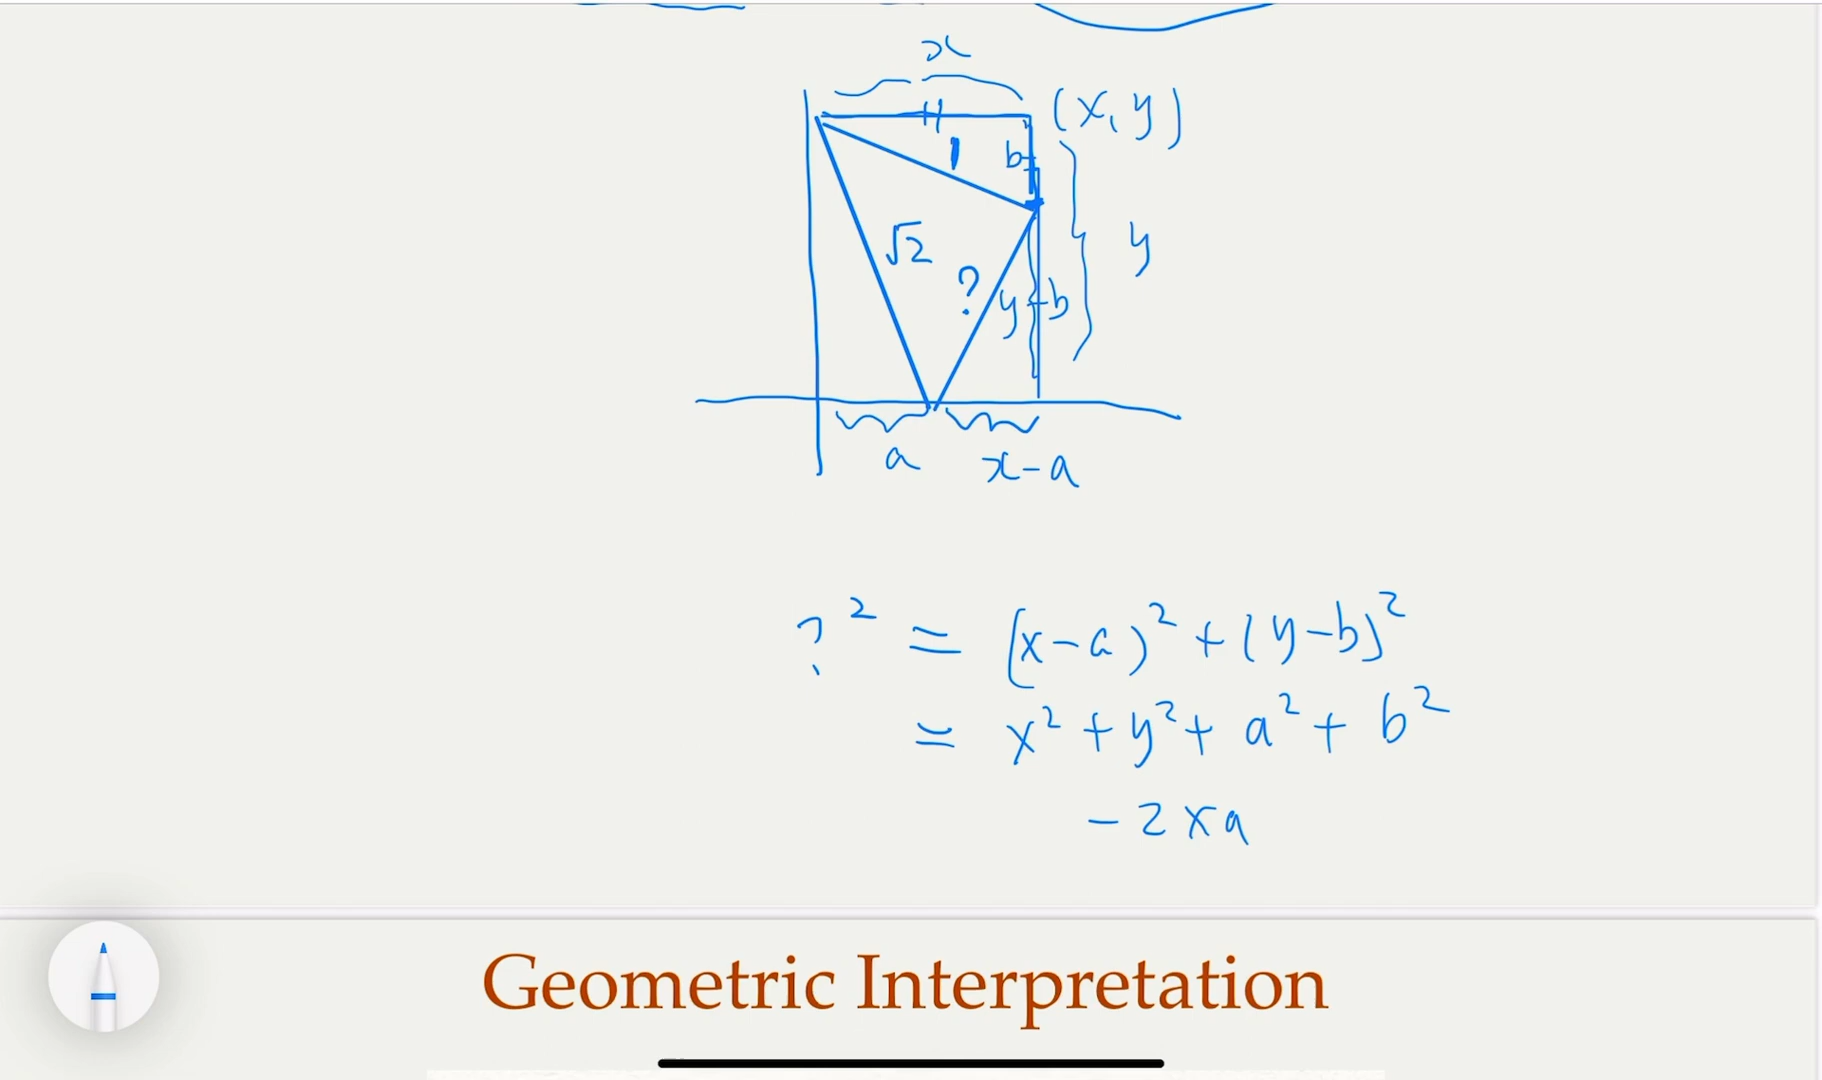 x
(x, y)
1
b
√2
y
?
y-b
a
x-a
?² = (x-a)² + (y-b)²
= x² + y² + a² + b²
- 2xa
Geometric Interpretation